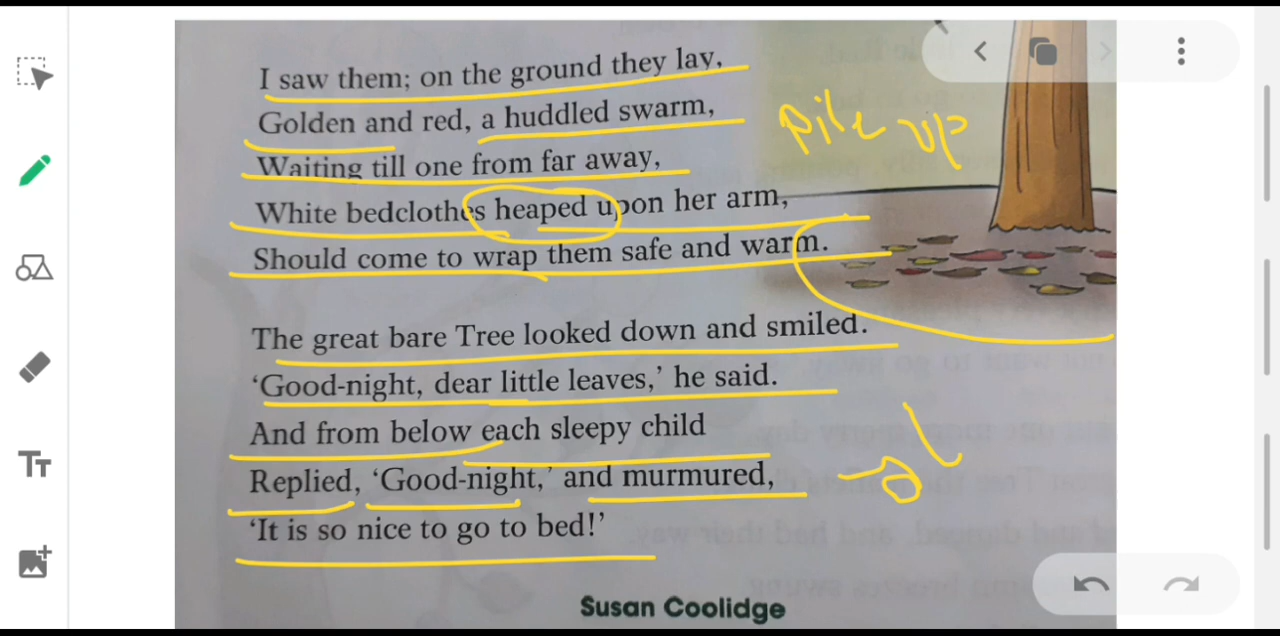 I saw them; on the ground they lay,
Golden and red, a huddled swarm,
Waiting till one from far away,
White bedclothes heaped upon her arm,
Should come to wrap them safe and warm.
Pile up
The great bare Tree looked down and smiled.
‘Good-night, dear little leaves,’ he said.
And from below each sleepy child
Replied, ‘Good-night,’ and murmured,
‘It is so nice to go to bed!’
Susan Coolidge
TT